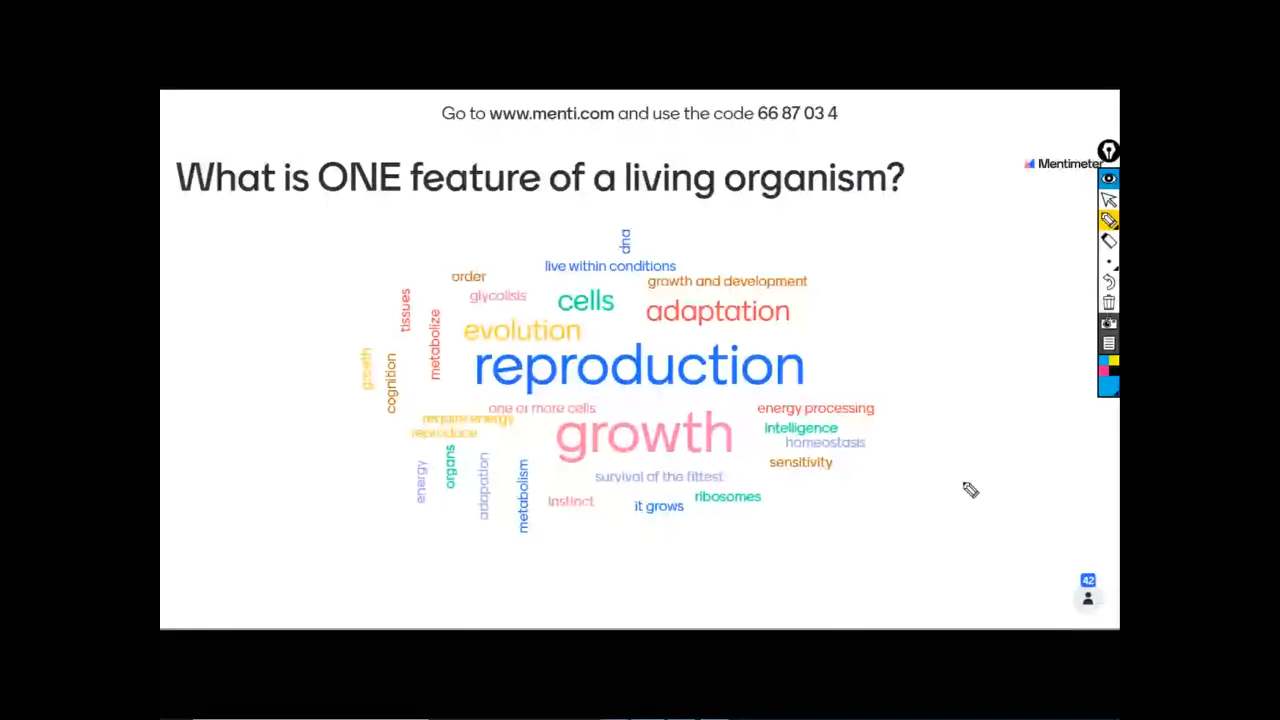 Go to www.menti.com and use the code 66 87 03 4
Mentimeter
What is ONE feature of a living organism?
dna
live within conditions
order
growth and development
glycolisis
cells
adaptation
tissues
metabolize
evolution
reproduction
growth
cognition
one or more cells
energy processing
require energy
growth
intelligence
reproduce
homeostasis
organs
sensitivity
energy
adapation
metabolism
survival of the fittest
instinct
it grows
ribosomes
42